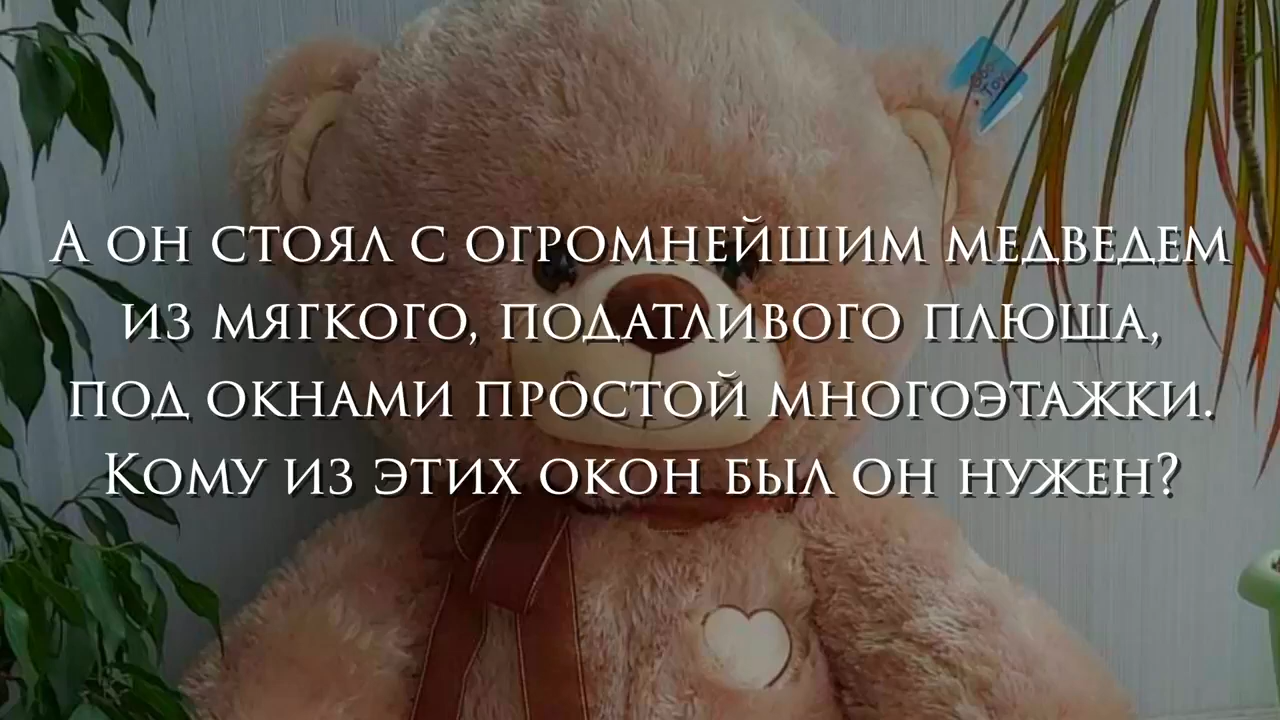 А он стоял с огромнейшим медведем
из мягкого, податливого плюша,
под окнами простой многоэтажки.
Кому из этих окон был он нужен?